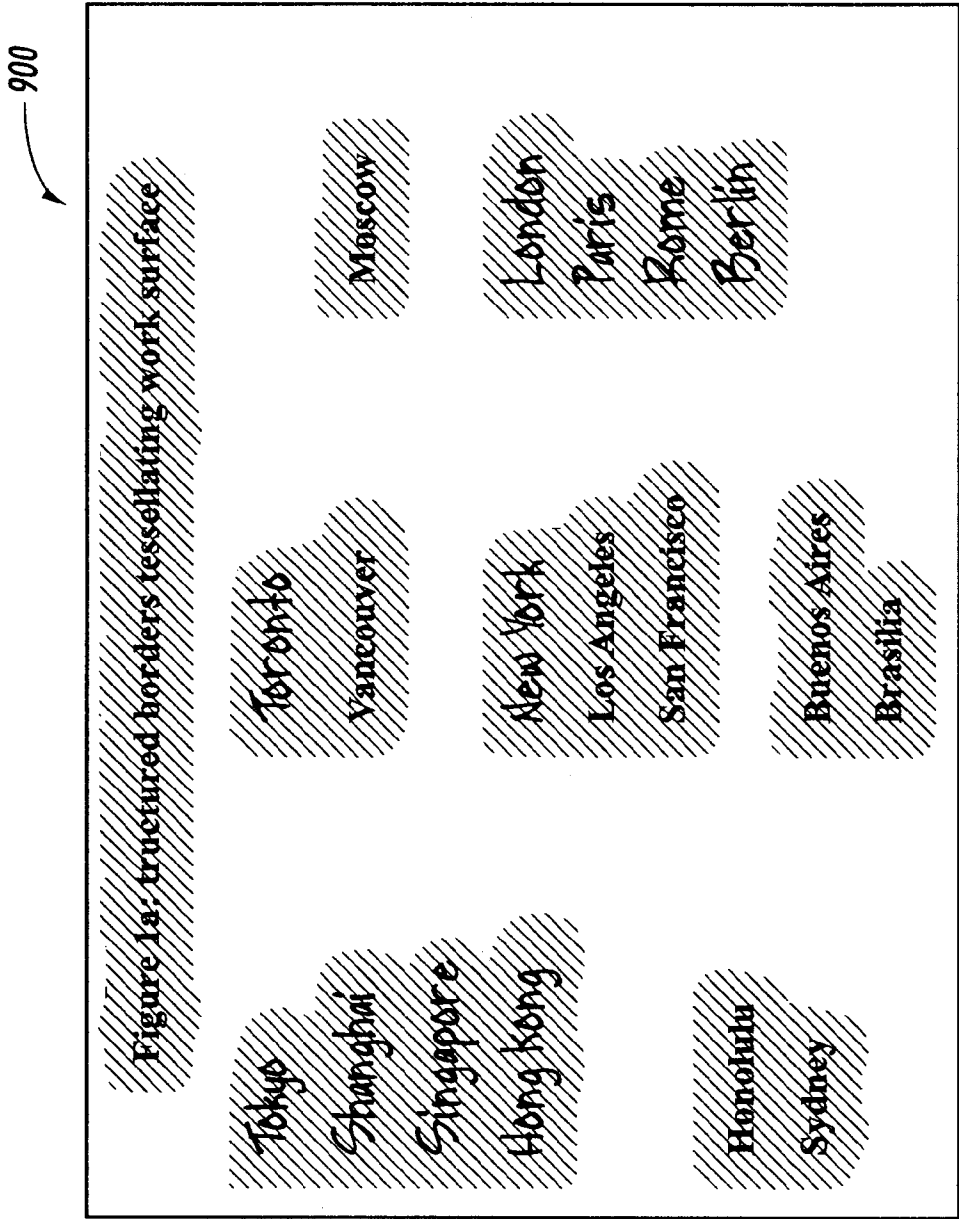 900
Figure 1a: tructured borders tessellating work surface
Tokyo
Shanghai
Singapore
Hong Kong
Honolulu
Sydney
Toronto
Vancouver
New York
Los Angeles
San Francisco
Buenos Aires
Brasilia
Moscow
London
Paris
Rome
Berlin